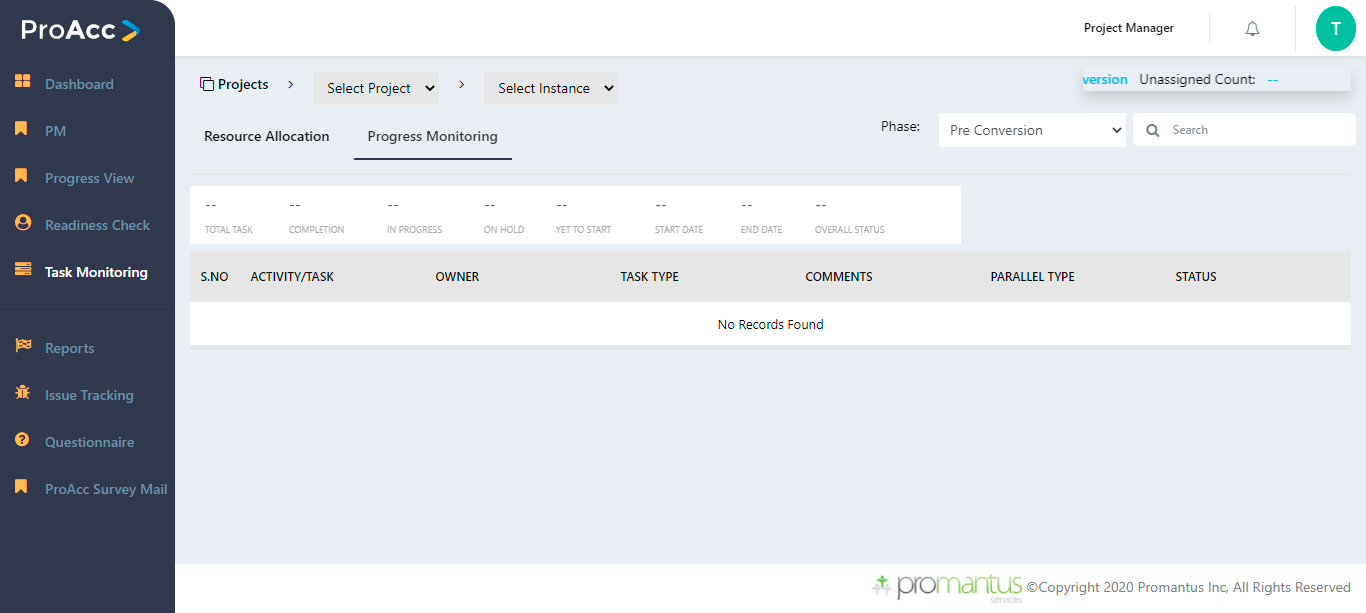 ProAcc
Project Manager
T
Dashboard
PM
Progress View
Readiness Check
Task Monitoring
Reports
Issue Tracking
Questionnaire
ProAcc Survey Mail
Projects > Select Project > Select Instance
version Unassigned Count: --
Resource Allocation Progress Monitoring
Phase: Pre Conversion Search
-- -- -- -- -- -- -- --
TOTAL TASK COMPLETION IN PROGRESS ON HOLD YET TO START START DATE END DATE OVERALL STATUS
S.NO ACTIVITY/TASK OWNER TASK TYPE COMMENTS PARALLEL TYPE STATUS
No Records Found
promantus
services
©Copyright 2020 Promantus Inc, All Rights Reserved